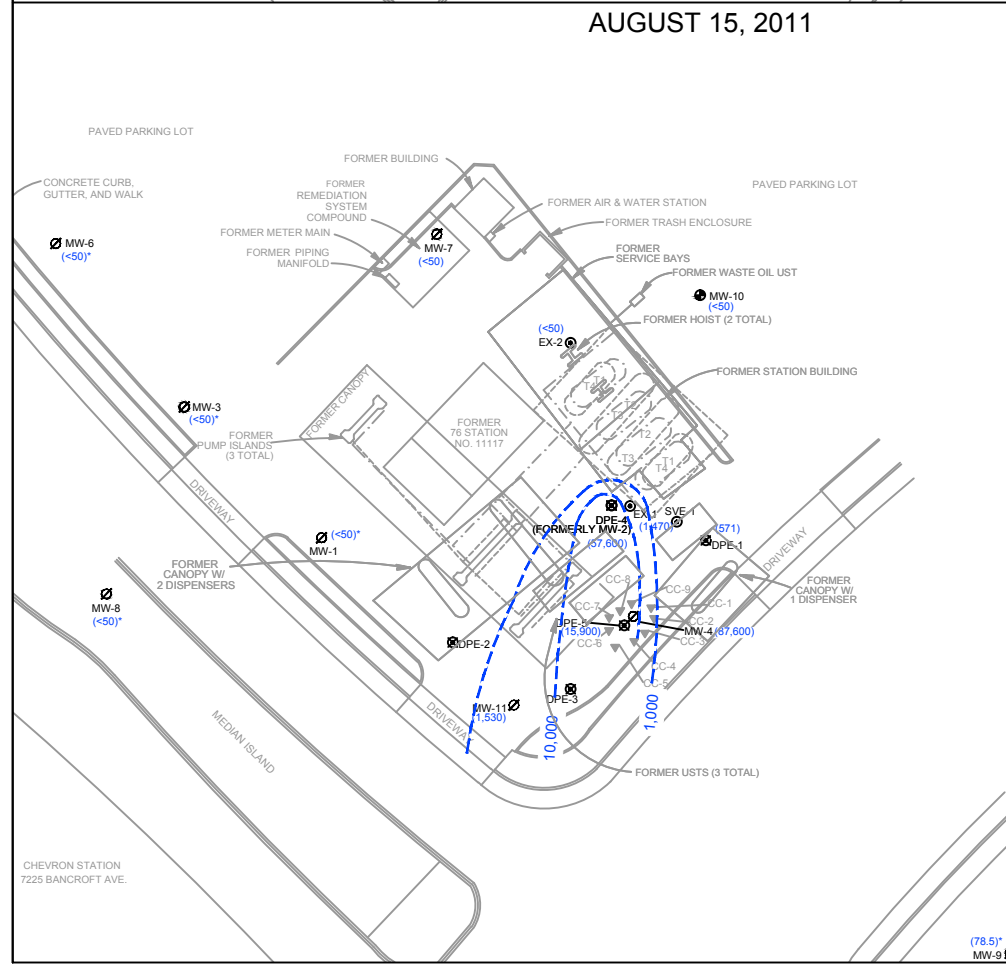 AUGUST 15, 2011
PAVED PARKING LOT
FORMER BUILDING
CONCRETE CURB,
GUTTER, AND WALK
FORMER
REMEDIATION
SYSTEM
COMPOUND
PAVED PARKING LOT
FORMER AIR & WATER STATION
FORMER TRASH ENCLOSURE
FORMER METER MAIN
FORMER PIPING
MANIFOLD
MW-6
(<50)*
MW-7
(<50)
FORMER
SERVICE BAYS
FORMER WASTE OIL UST
MW-10
(<50)
FORMER HOIST (2 TOTAL)
(<50)
EX-2
FORMER STATION BUILDING
T1
T4
T2
T3
T2
T3
T1
T4
MW-3
(<50)*
FORMER CANOPY
FORMER
PUMP ISLANDS
(3 TOTAL)
FORMER
76 STATION
NO. 11117
DRIVEWAY
MW-1
(<50)*
DPE-4
(FORMERLY MW-2)
(57,600)
EX-1
(1,470)
SVE-1
(571)
DPE-1
DRIVEWAY
FORMER
CANOPY W/
2 DISPENSERS
FORMER
CANOPY W/
1 DISPENSER
MW-8
(<50)*
CC-8
CC-9
CC-7
CC-1
CC-2
DPE-5
(15,900)
MW-4
(87,600)
CC-3
CC-6
CC-4
CC-5
DPE-2
DPE-3
MW-11
(1,530)
DRIVEWAY
10,000
1,000
MEDIAN ISLAND
FORMER USTS (3 TOTAL)
CHEVRON STATION
7225 BANCROFT AVE.
(78.5)*
MW-9